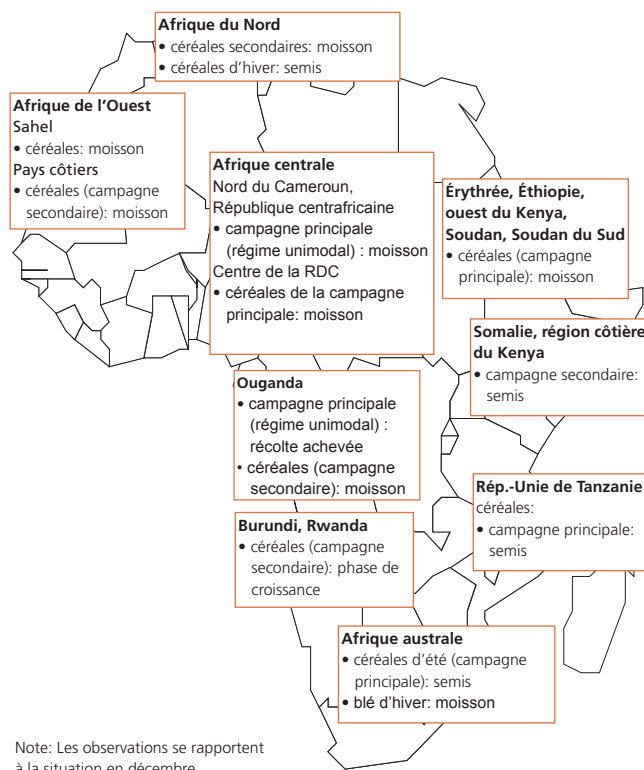 Afrique du Nord
• céréales secondaires: moisson
• céréales d'hiver: semis
Afrique de l'Ouest
Sahel
• céréales: moisson
Pays côtiers
• céréales (campagne
secondaire): moisson
Afrique centrale
Nord du Cameroun,
République centrafricaine
• campagne principale
(régime unimodal) : moisson
Centre de la RDC
• céréales de la campagne
principale: moisson
Érythrée, Éthiopie,
ouest du Kenya,
Soudan, Soudan du Sud
• céréales (campagne
principale): moisson
Somalie, région côtière
du Kenya
• campagne secondaire:
semis
Ouganda
• campagne principale
(régime unimodal) :
récolte achevée
• céréales (campagne
secondaire): moisson
Rép.-Unie de Tanzanie
céréales:
• campagne principale:
semis
Burundi, Rwanda
• céréales (campagne
secondaire): phase de
croissance
Afrique australe
• céréales d'été (campagne
principale): semis
• blé d'hiver: moisson
Note: Les observations se rapportent
à la situation en décembre